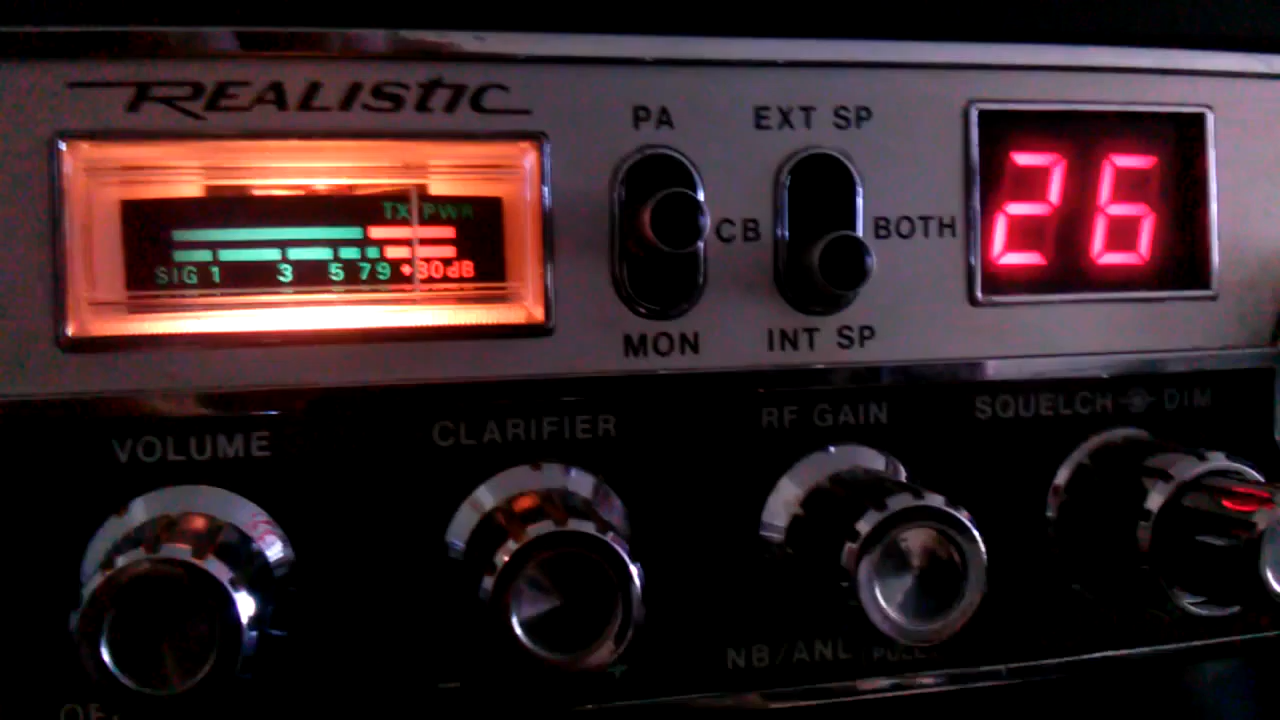 REALISTIC
PA
EXT SP
26
TX PWR
CB
BOTH
SIG 1 3 5 7 9 +30dB
MON
INT SP
VOLUME
CLARIFIER
RF GAIN
SQUELCH
DIM
NB/ANL
PULL